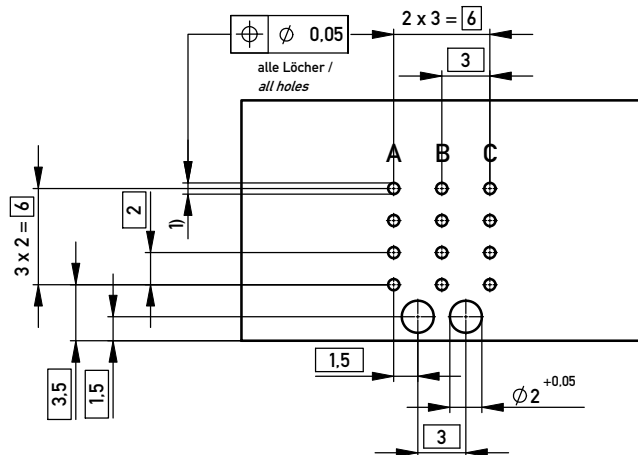 ⌖ ⌀ 0,05
2 x 3 = 6
alle Löcher /
all holes
3
A B C
3 x 2 = 6
2
1)
3,5
1,5
1,5
⌀2 +0,05
3